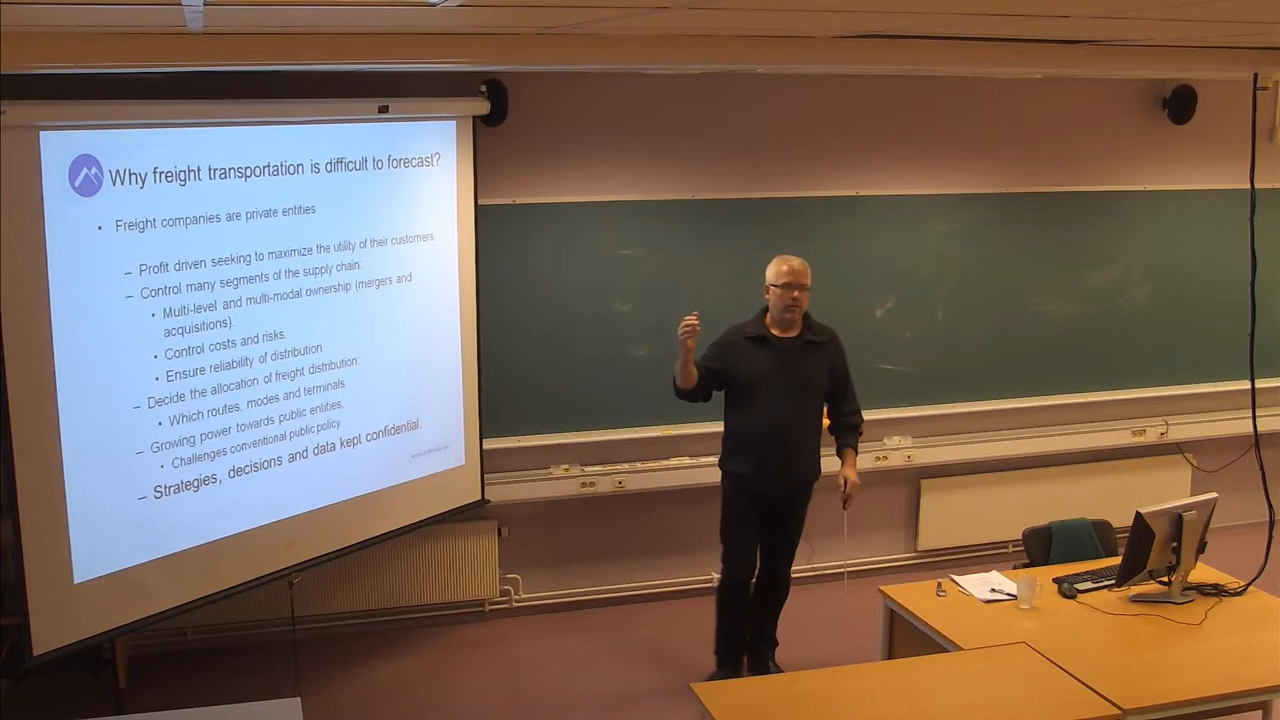 Why freight transportation is difficult to forecast?
• Freight companies are private entities
– Profit driven seeking to maximize the utility of their customers.
– Control many segments of the supply chain:
• Multi-level and multi-modal ownership (mergers and
acquisitions).
• Control costs and risks.
• Ensure reliability of distribution
– Decide the allocation of freight distribution:
• Which routes, modes and terminals.
– Growing power towards public entities.
• Challenges conventional public policy.
– Strategies, decisions and data kept confidential.